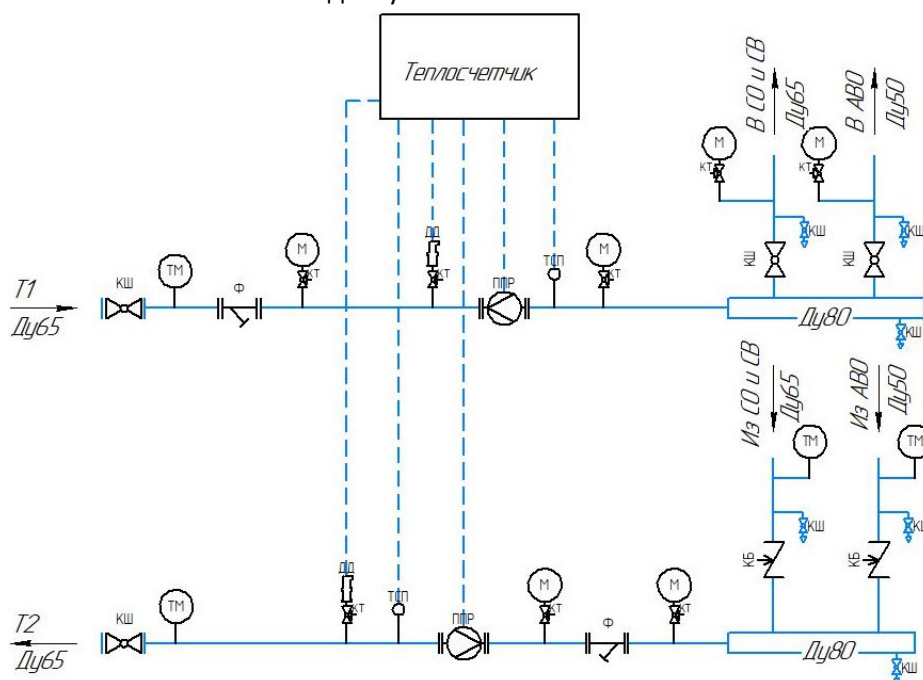 Теплосчетчик
В СО и СВ
Ду65
В АВО
Ду50
М
М
КТ
КТ
КШ
КШ
КШ
КШ
КШ
ТМ
Ф
М
КТ
ДД
КТ
ППР
ТСП
М
КТ
Т1
Ду65
Ду80
КШ
Из СО и СВ
Ду65
Из АВО
Ду50
ТМ
ТМ
КШ
КШ
КБ
КБ
КШ
ТМ
ДД
КТ
ТСП
ППР
М
КТ
Ф
М
КТ
Т2
Ду65
Ду80
КШ